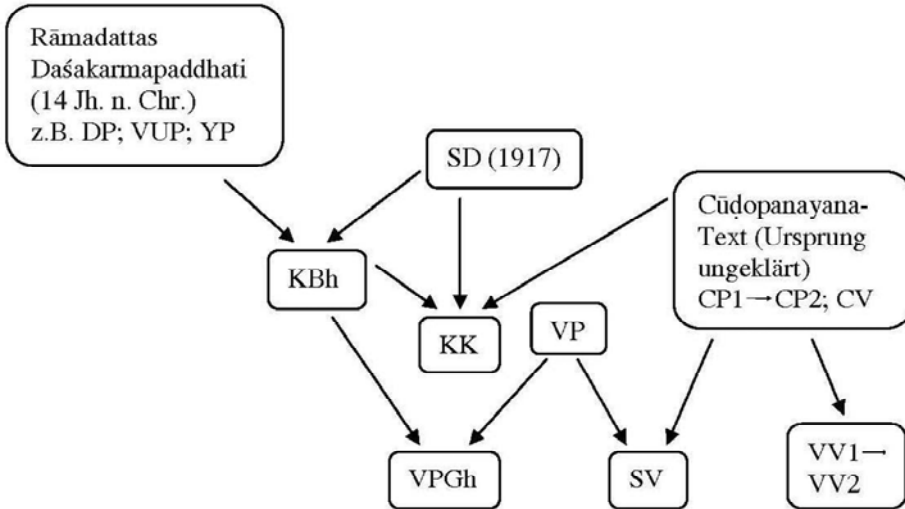 Rāmadattas
Daśakarmapaddhati
(14 Jh. n. Chr.)
z.B. DP; VUP; YP
SD (1917)
Cūḍopanayana-
Text (Ursprung
ungeklärt)
CP1→CP2; CV
KBh
KK
VP
VPGh
SV
VV1→
VV2